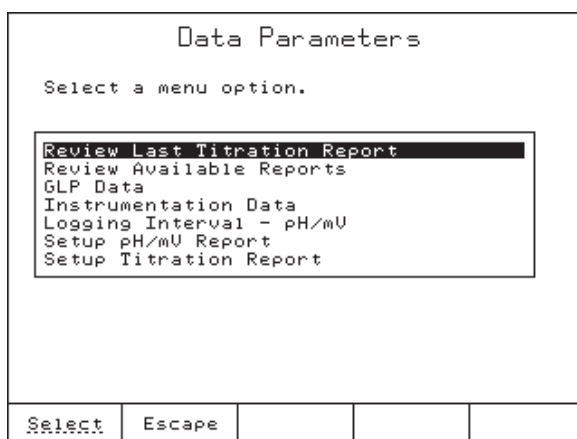 Data Parameters
Select a menu option.
Review Last Titration Report
Review Available Reports
GLP Data
Instrumentation Data
Logging Interval - pH/mV
Setup pH/mV Report
Setup Titration Report
Select Escape